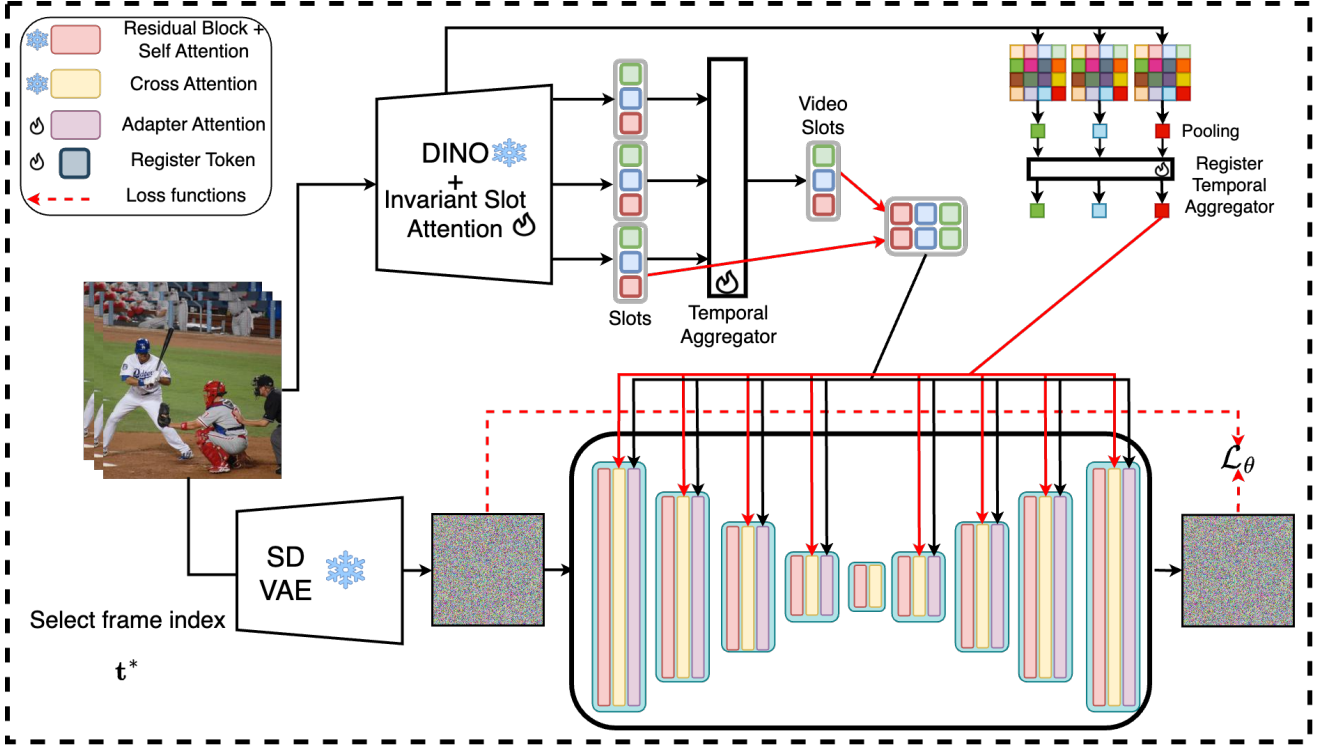 Residual Block +
Self Attention
Cross Attention
Adapter Attention
Register Token
Loss functions
DINO
+
Invariant Slot
Attention
Slots
Temporal
Aggregator
Video
Slots
Pooling
Register
Temporal
Aggregator
SD
VAE
Select frame index
t*
ℒθ